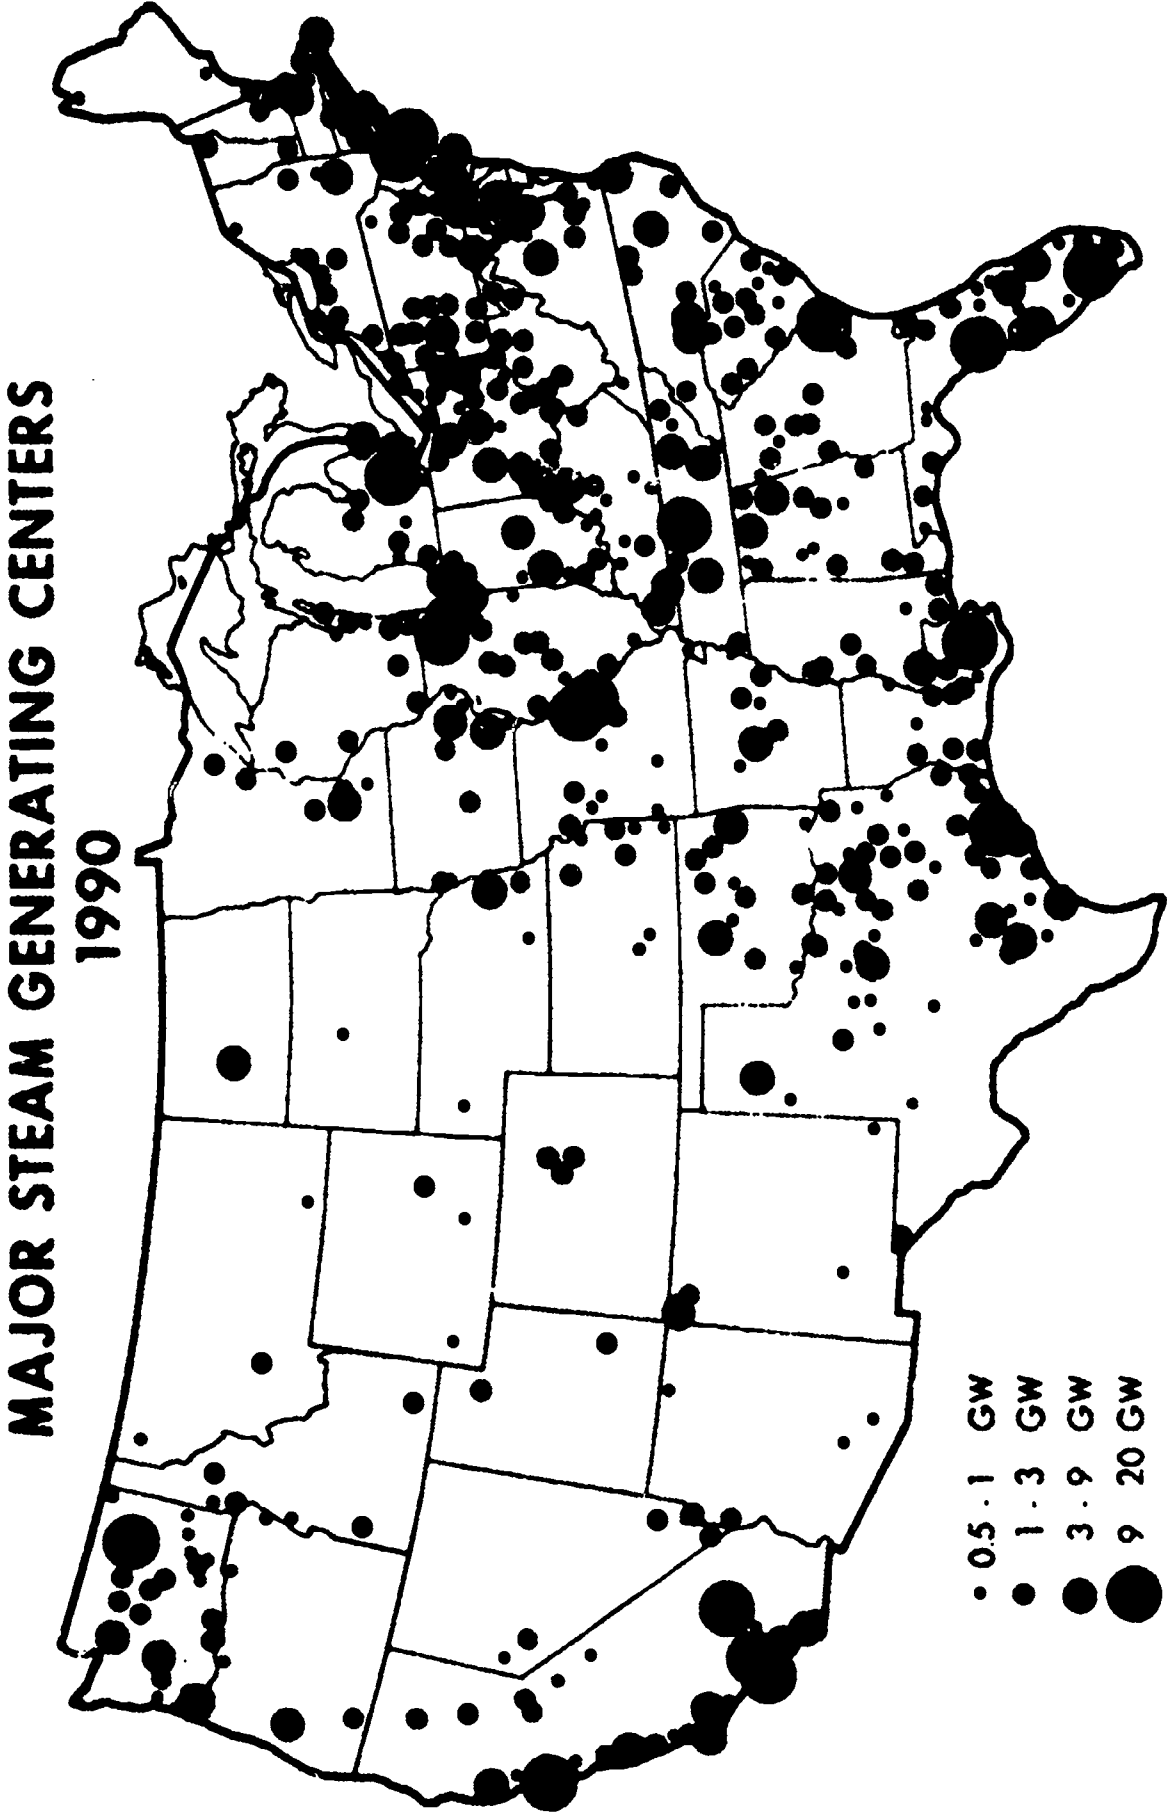 MAJOR STEAM GENERATING CENTERS
1990
0.5 - 1 GW
1 - 3 GW
3 - 9 GW
9 20 GW